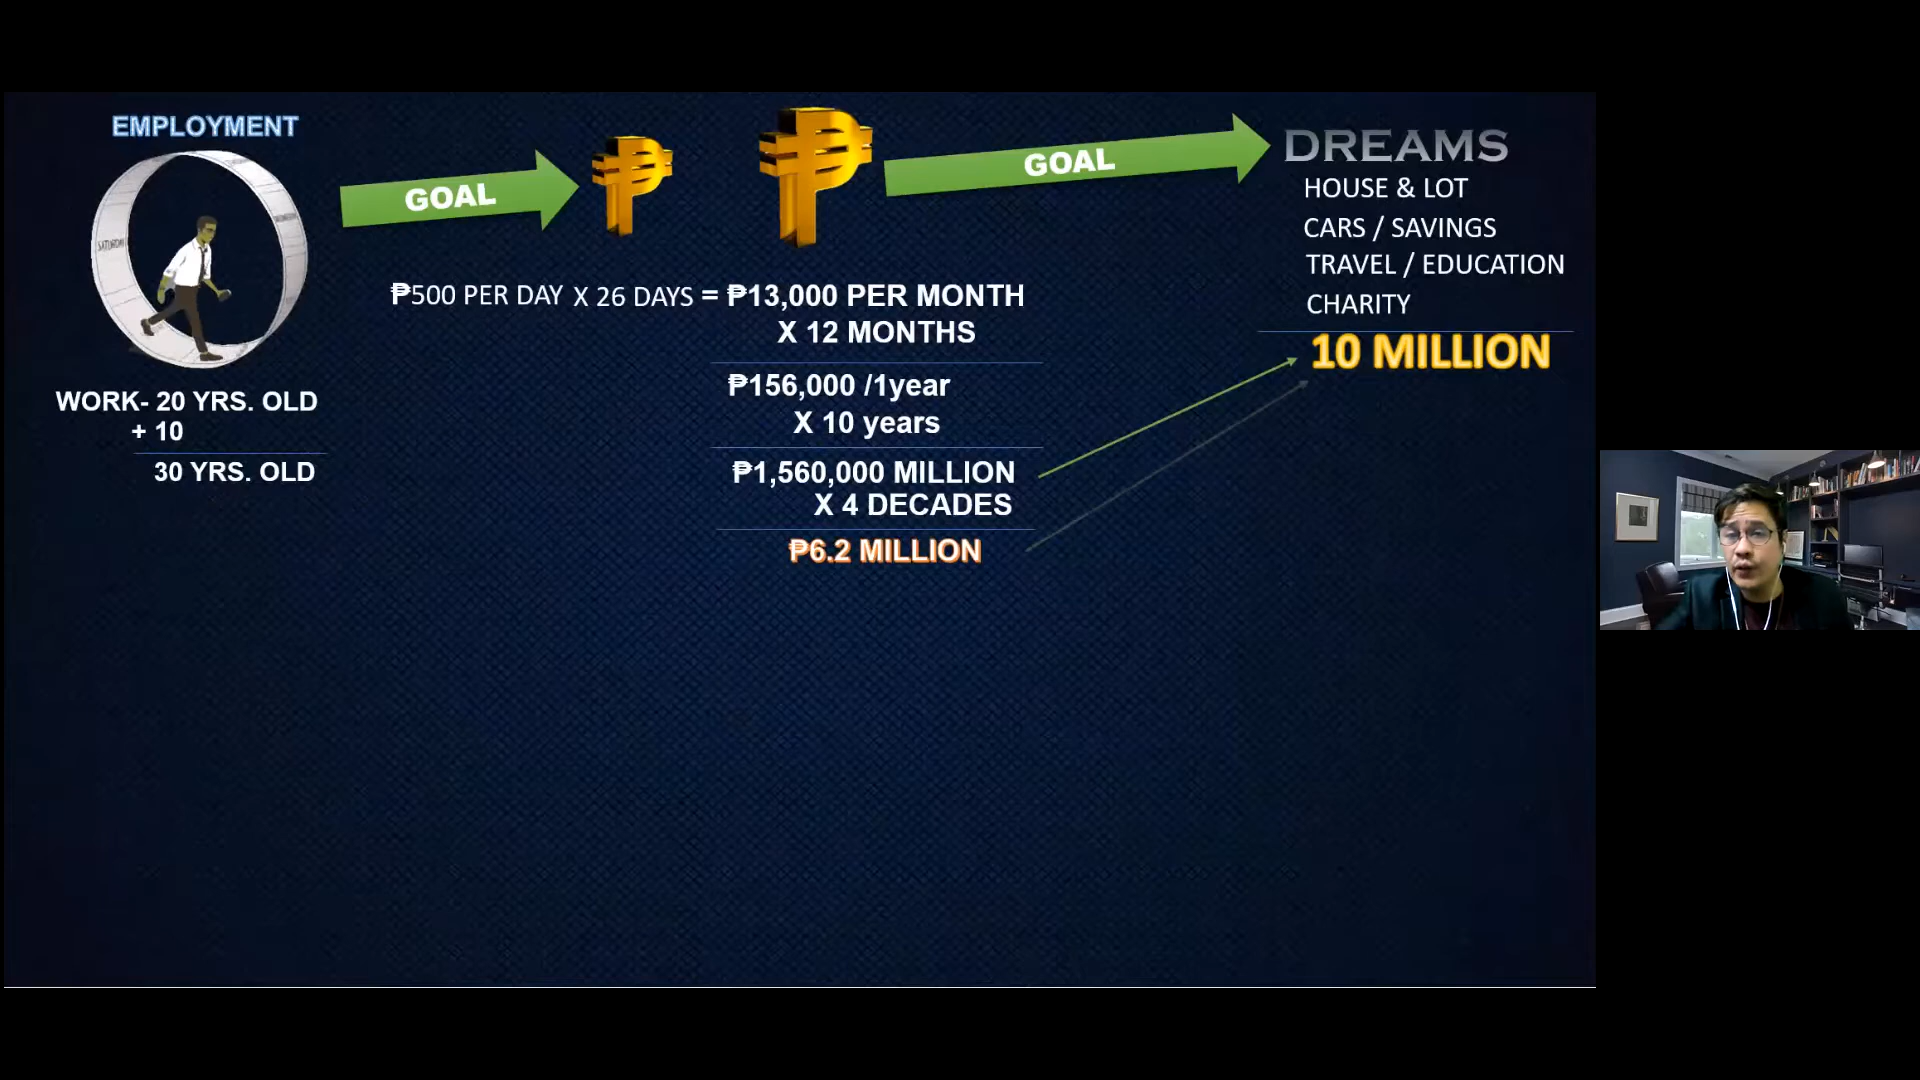 EMPLOYMENT
SATURDAY
GOAL
GOAL
DREAMS
HOUSE & LOT
CARS / SAVINGS
TRAVEL / EDUCATION
CHARITY
10 MILLION
₱500 PER DAY X 26 DAYS = ₱13,000 PER MONTH
X 12 MONTHS
₱156,000 /1year
X 10 years
₱1,560,000 MILLION
X 4 DECADES
₱6.2 MILLION
WORK- 20 YRS. OLD
+ 10
30 YRS. OLD